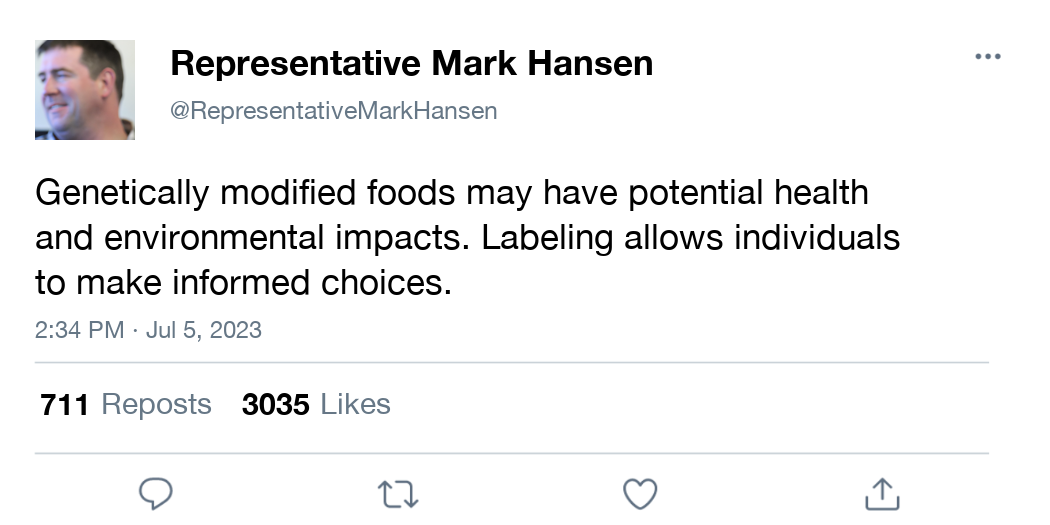 Representative Mark Hansen
@RepresentativeMarkHansen
Genetically modified foods may have potential health
and environmental impacts. Labeling allows individuals
to make informed choices.
2:34 PM · Jul 5, 2023
711 Reposts 3035 Likes